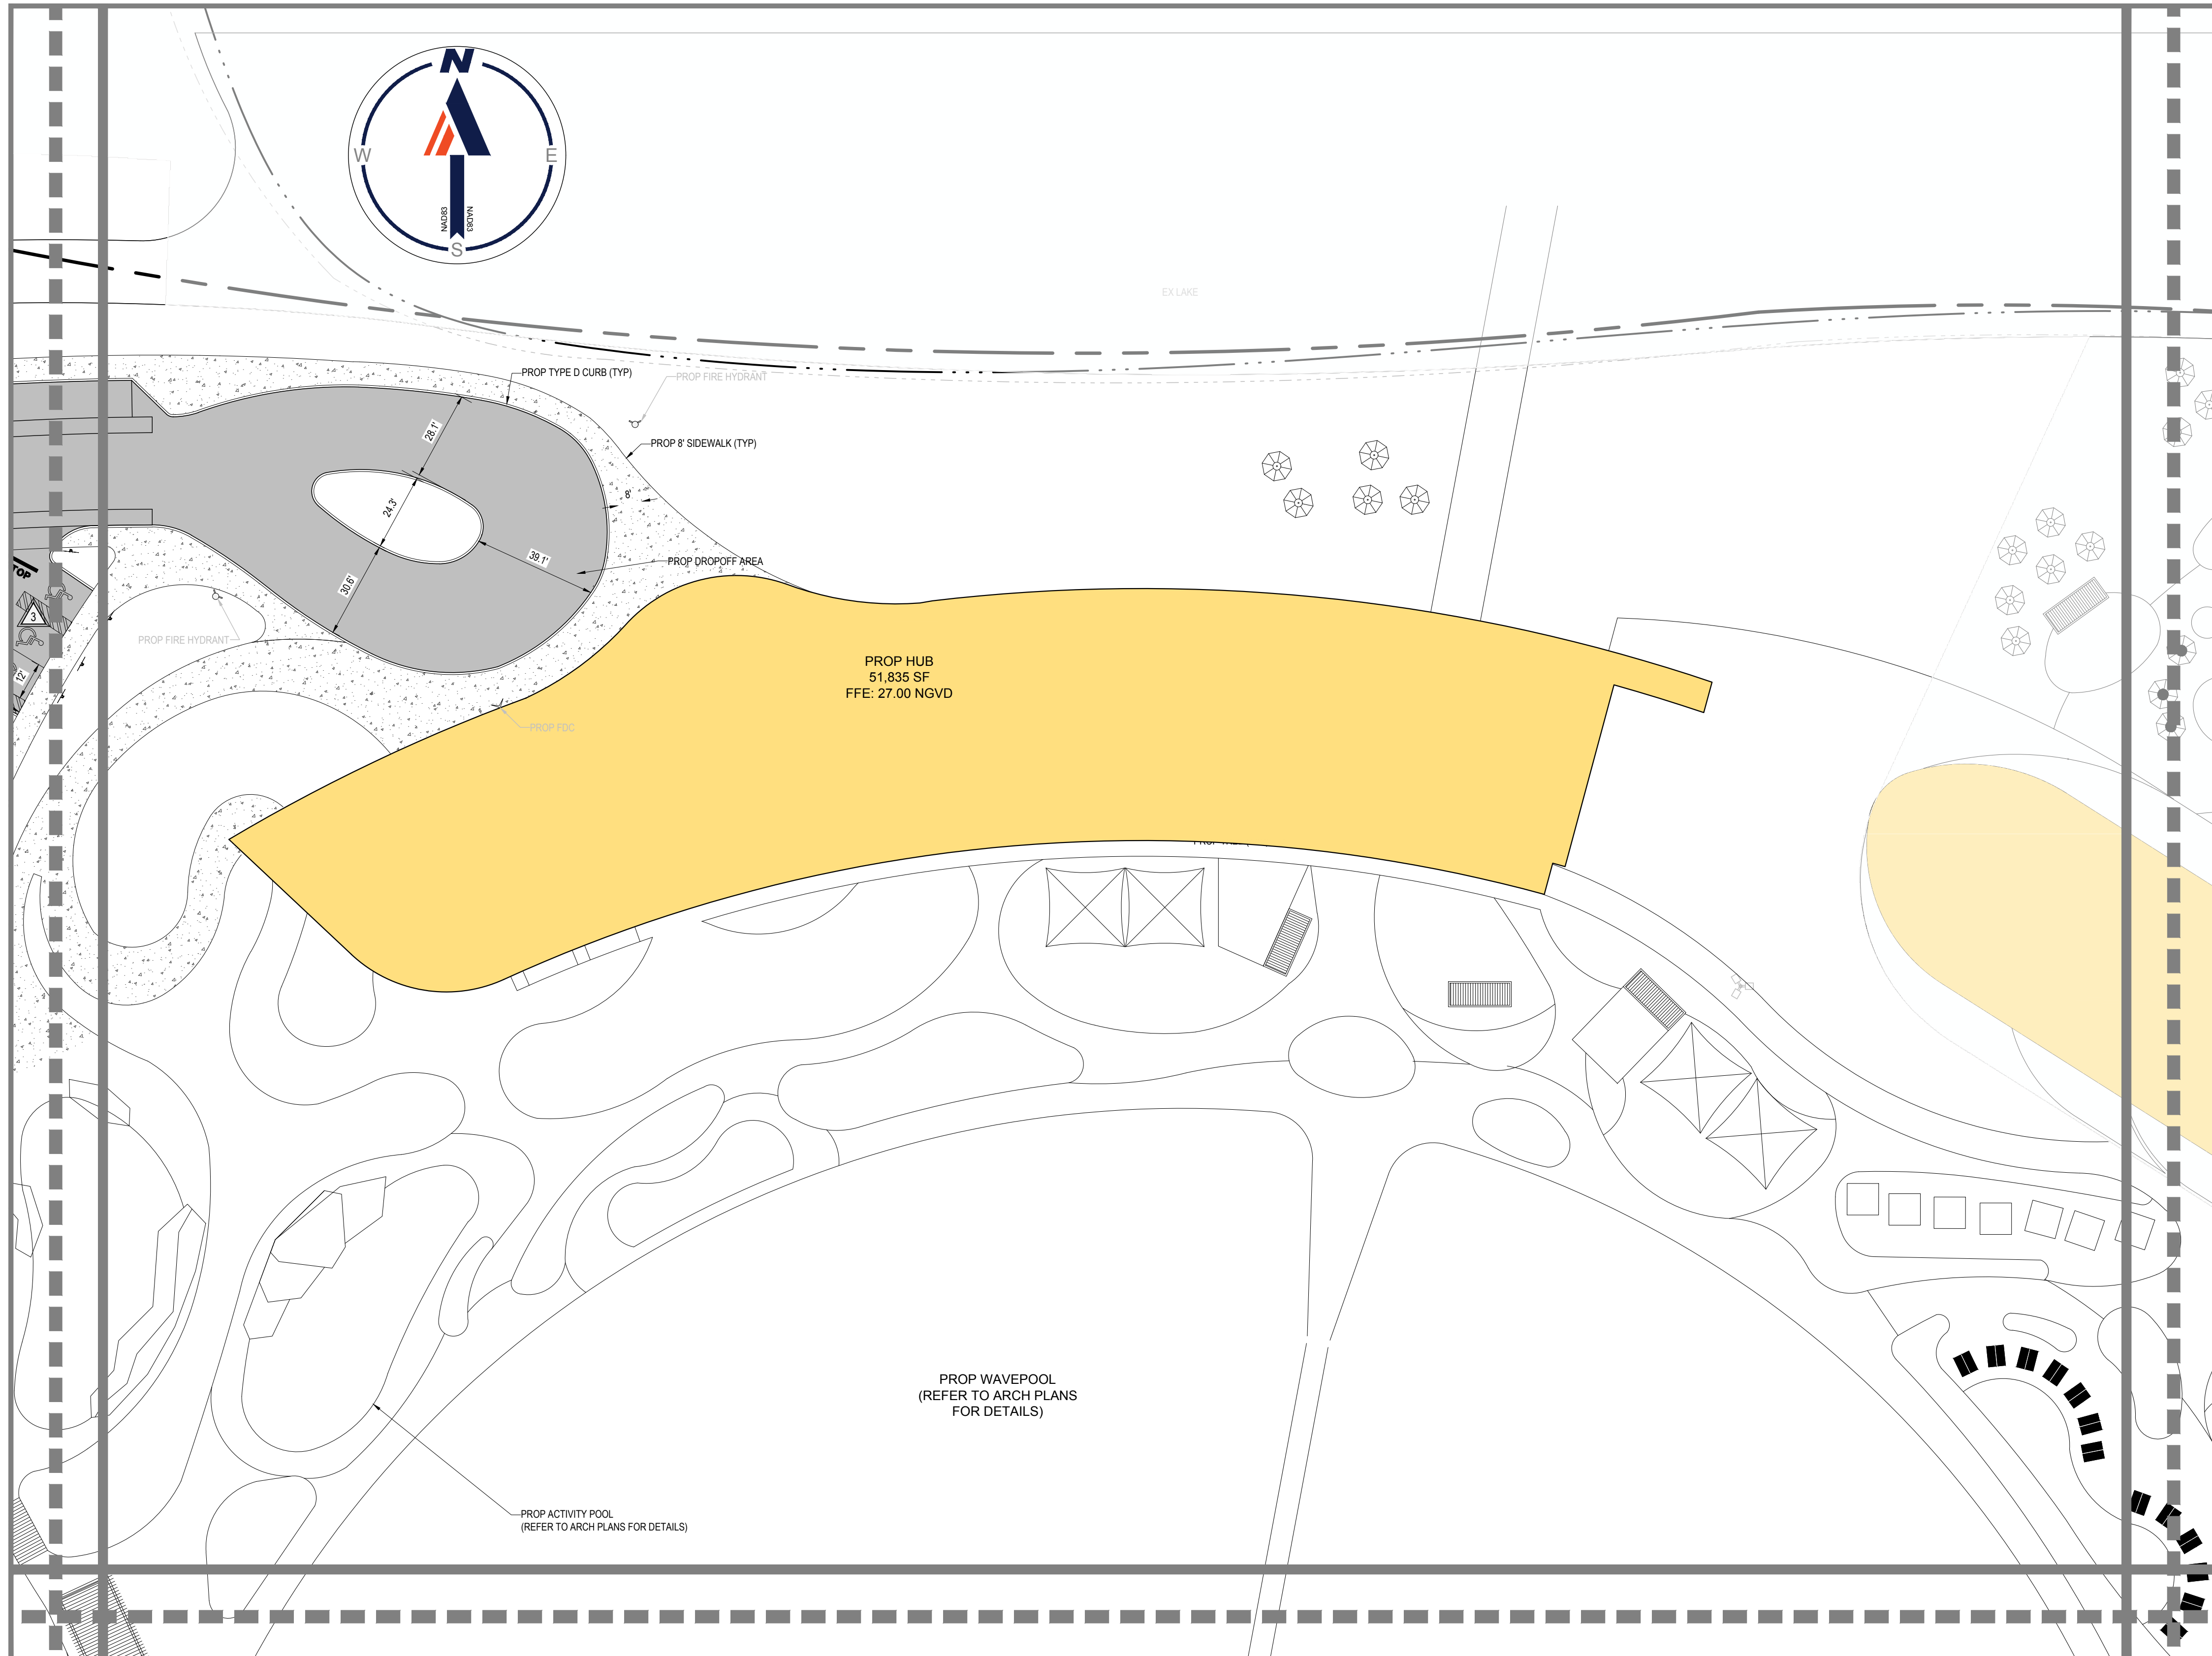 N
W
E
NAD83
NAD83
S
EX LAKE
PROP TYPE D CURB (TYP)
PROP FIRE HYDRANT
28.1'
PROP 8' SIDEWALK (TYP)
24.3'
8'
39.1'
PROP DROPOFF AREA
30.6'
TOP
3
PROP FIRE HYDRANT
12'
PROP HUB
51,835 SF
FFE: 27.00 NGVD
PROP FDC
PROP WAVEPOOL
(REFER TO ARCH PLANS
FOR DETAILS)
PROP ACTIVITY POOL
(REFER TO ARCH PLANS FOR DETAILS)